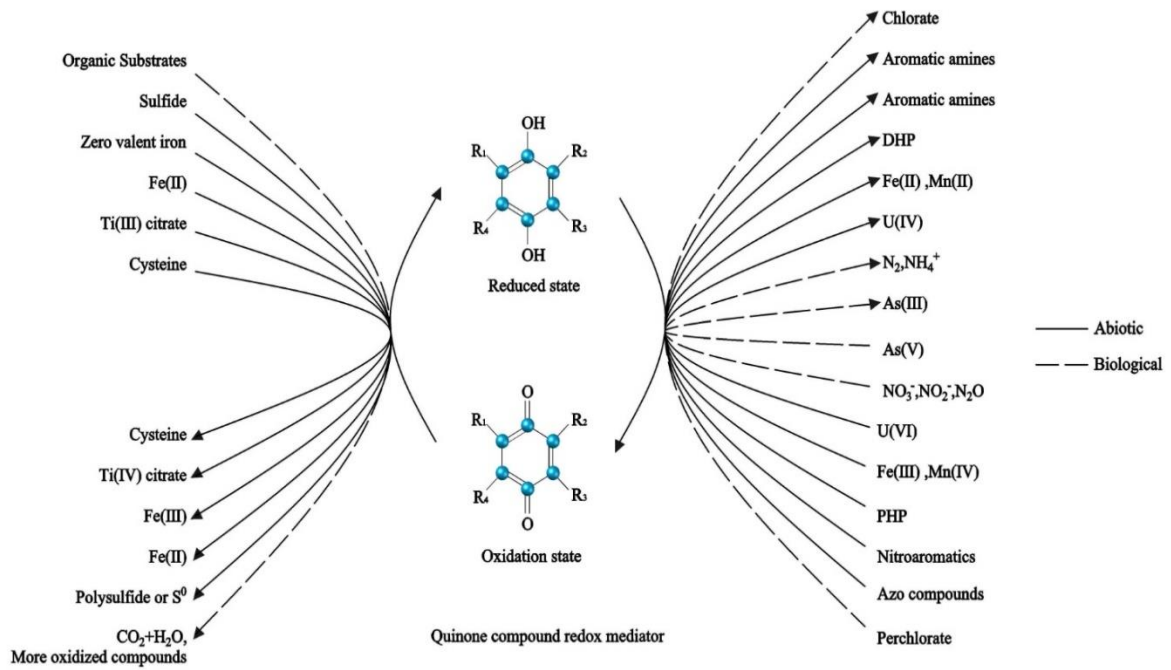 Organic Substrates
Sulfide
Zero valent iron
Fe(II)
Ti(III) citrate
Cysteine
Cysteine
Ti(IV) citrate
Fe(III)
Fe(II)
Polysulfide or S⁰
CO₂+H₂O,
More oxidized compounds
OH
R₁
R₂
R₄
R₃
OH
Reduced state
O
R₁
R₂
R₄
R₃
O
Oxidation state
Quinone compound redox mediator
Chlorate
Aromatic amines
Aromatic amines
DHP
Fe(II) ,Mn(II)
U(IV)
N₂,NH₄⁺
As(III)
As(V)
NO₃⁻,NO₂⁻,N₂O
U(VI)
Fe(III) ,Mn(IV)
PHP
Nitroaromatics
Azo compounds
Perchlorate
Abiotic
Biological